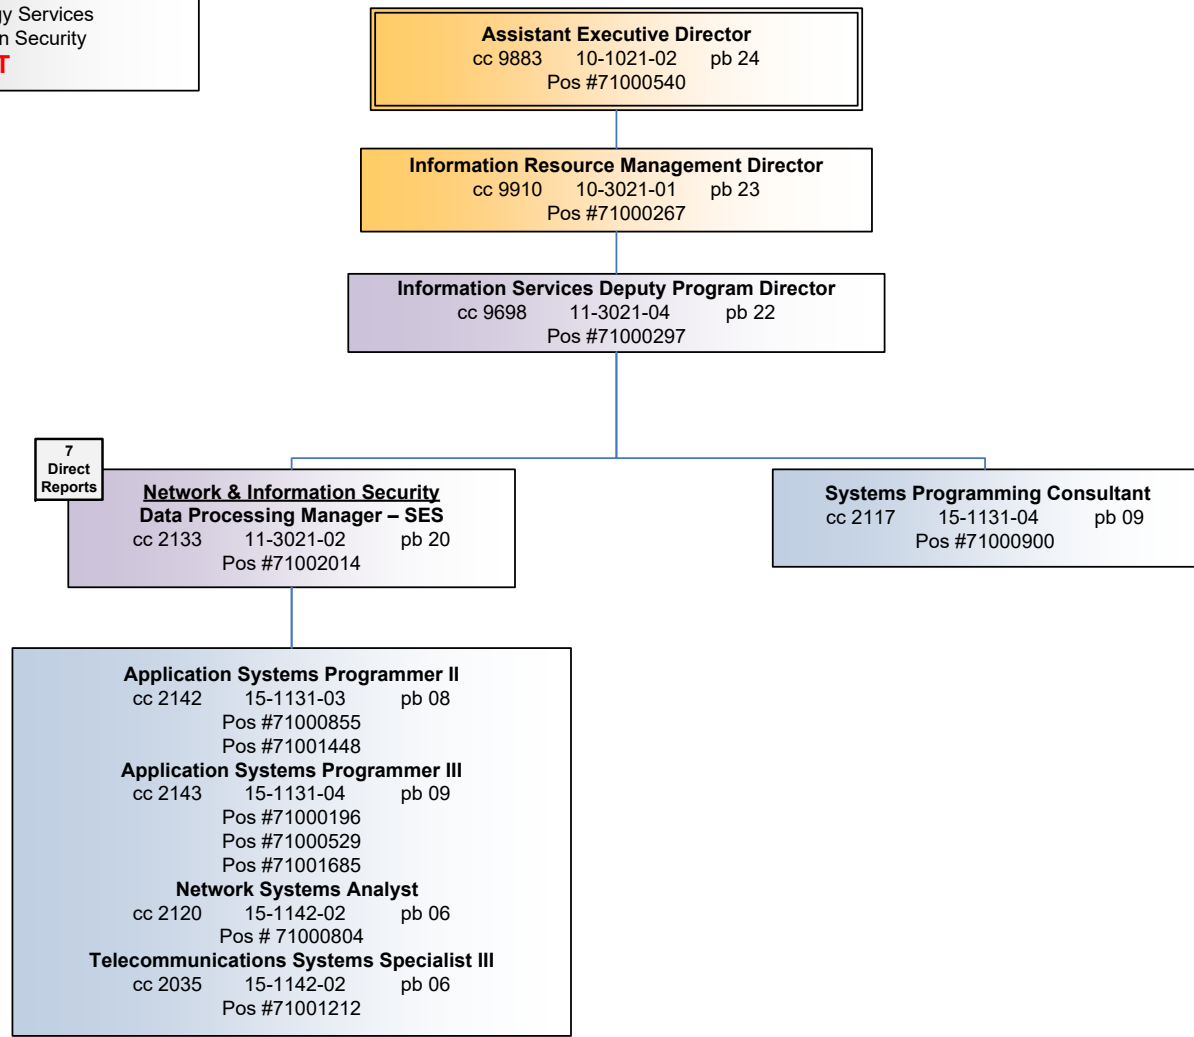 Services
Security
Assistant Executive Director
cc 9883 10-1021-02 pb 24
Pos #71000540
Information Resource Management Director
cc 9910 10-3021-01 pb 23
Pos #71000267
Information Services Deputy Program Director
cc 9698 11-3021-04 pb 22
Pos #71000297
7
Direct
Reports
Network & Information Security
Data Processing Manager – SES
cc 2133 11-3021-02 pb 20
Pos #71002014
Systems Programming Consultant
cc 2117 15-1131-04 pb 09
Pos #71000900
Application Systems Programmer II
cc 2142 15-1131-03 pb 08
Pos #71000855
Pos #71001448
Application Systems Programmer III
cc 2143 15-1131-04 pb 09
Pos #71000196
Pos #71000529
Pos #71001685
Network Systems Analyst
cc 2120 15-1142-02 pb 06
Pos # 71000804
Telecommunications Systems Specialist III
cc 2035 15-1142-02 pb 06
Pos #71001212